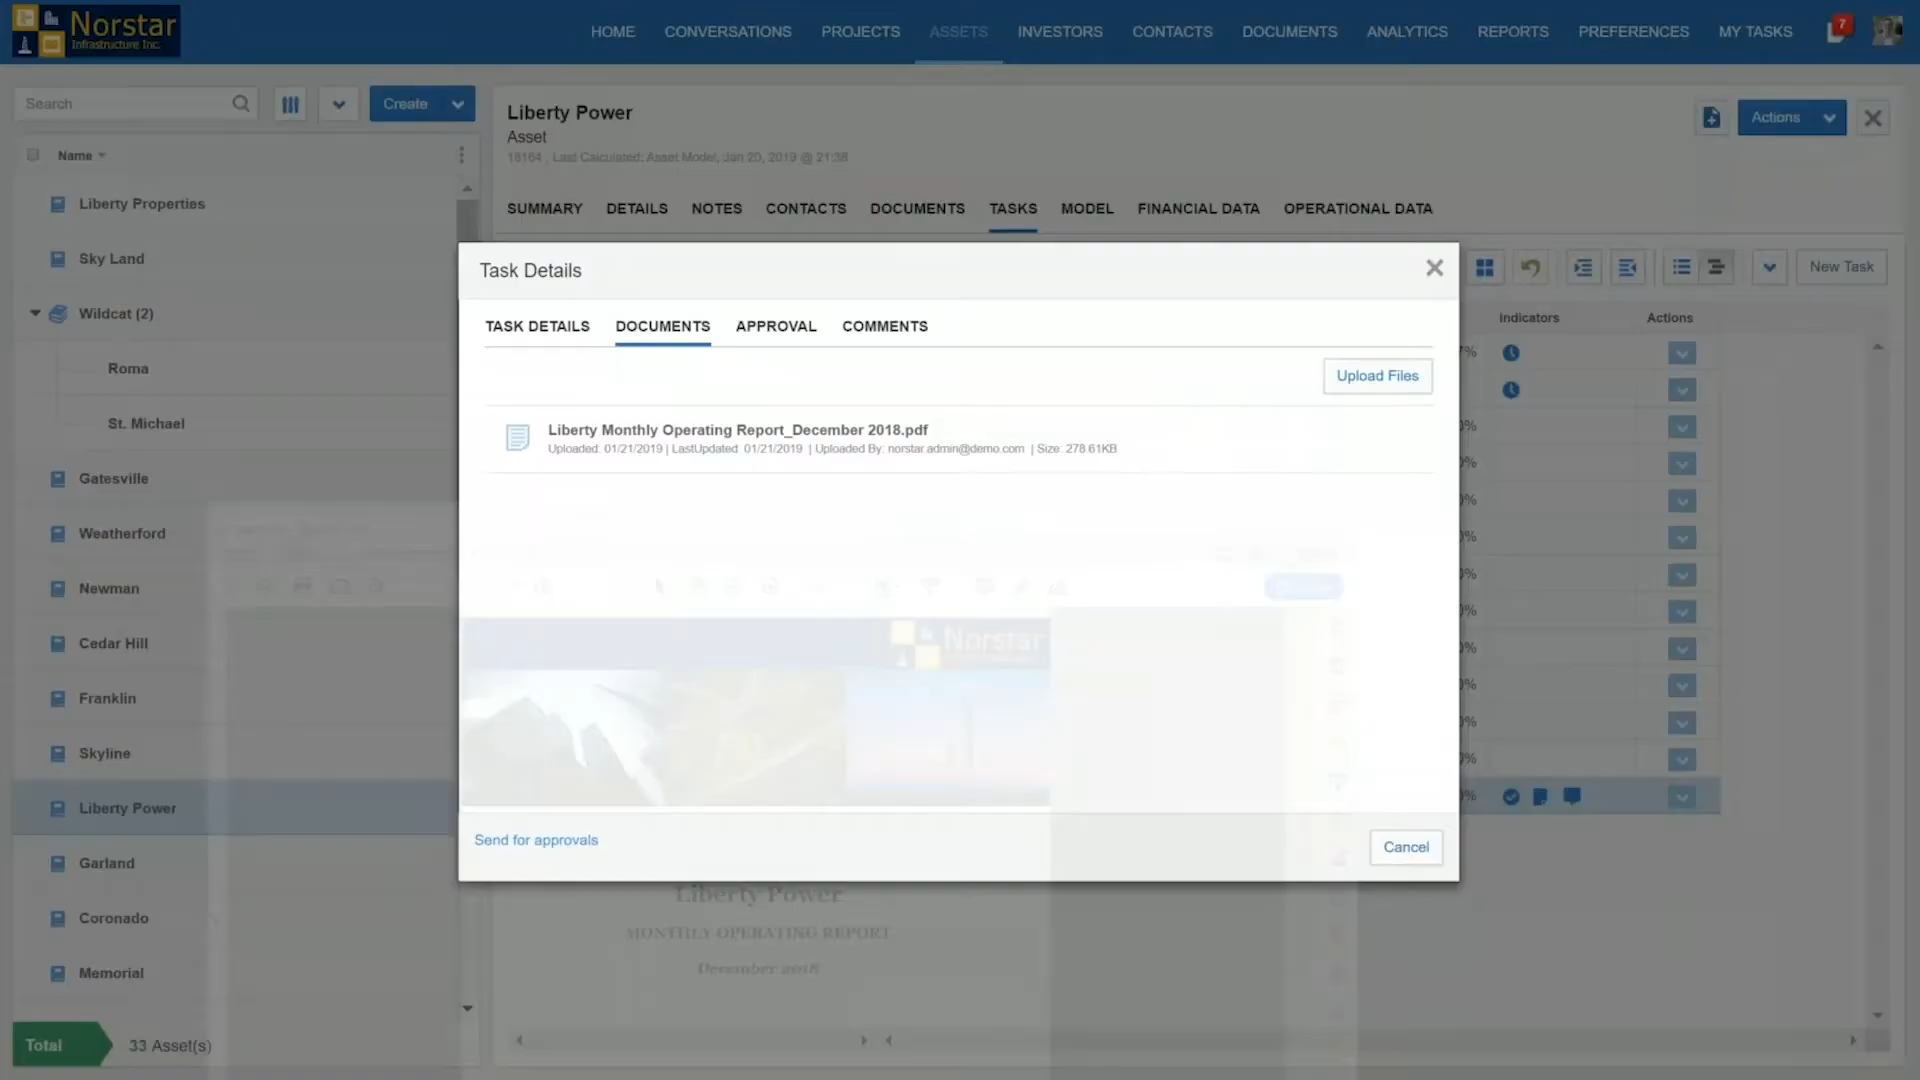 Norstar
Infrastructure Inc.
HOME
CONVERSATIONS
PROJECTS
ASSETS
INVESTORS
CONTACTS
DOCUMENTS
ANALYTICS
REPORTS
PREFERENCES
MY TASKS
7
Search
Create
Name
Liberty Properties
Sky Land
Wildcat (2)
Roma
St. Michael
Gatesville
Weatherford
Newman
Cedar Hill
Franklin
Skyline
Liberty Power
Garland
Coronado
Memorial
Total
33 Asset(s)
Liberty Power
Asset
18164 , Last Calculated: Asset Model, Jan 20, 2019 @ 21:38
Actions
SUMMARY
DETAILS
NOTES
CONTACTS
DOCUMENTS
TASKS
MODEL
FINANCIAL DATA
OPERATIONAL DATA
New Task
Indicators
Actions
Task Details
TASK DETAILS
DOCUMENTS
APPROVAL
COMMENTS
Upload Files
Liberty Monthly Operating Report_December 2018.pdf
Uploaded: 01/21/2019 | LastUpdated 01/21/2019 | Uploaded By: norstar.admin@demo.com | Size: 278.61KB
Norstar
Send for approvals
Cancel
Liberty Power
MONTHLY OPERATING REPORT
December 2018